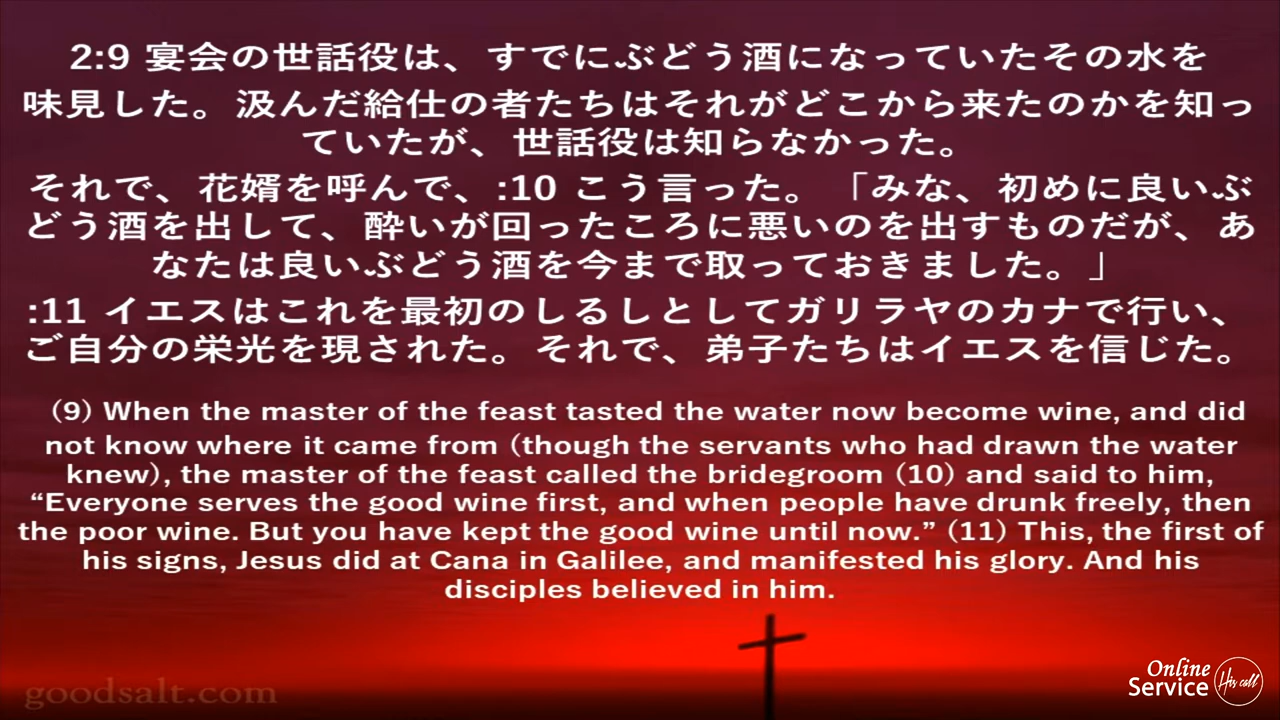 2:9 宴会の世話役は、すでにぶどう酒になっていたその水を
味見した。汲んだ給仕の者たちはそれがどこから来たのかを知っ
ていたが、世話役は知らなかった。
それで、花婿を呼んで、:10 こう言った。「みな、初めに良いぶ
どう酒を出して、酔いが回ったころに悪いのを出すものだが、あ
なたは良いぶどう酒を今まで取っておきました。」
:11 イエスはこれを最初のしるしとしてガリラヤのカナで行い、
ご自分の栄光を現された。それで、弟子たちはイエスを信じた。
(9) When the master of the feast tasted the water now become wine, and did
not know where it came from (though the servants who had drawn the water
knew), the master of the feast called the bridegroom (10) and said to him,
“Everyone serves the good wine first, and when people have drunk freely, then
the poor wine. But you have kept the good wine until now.” (11) This, the first of
his signs, Jesus did at Cana in Galilee, and manifested his glory. And his
disciples believed in him.
goodsalt.com
Online
Service
His call